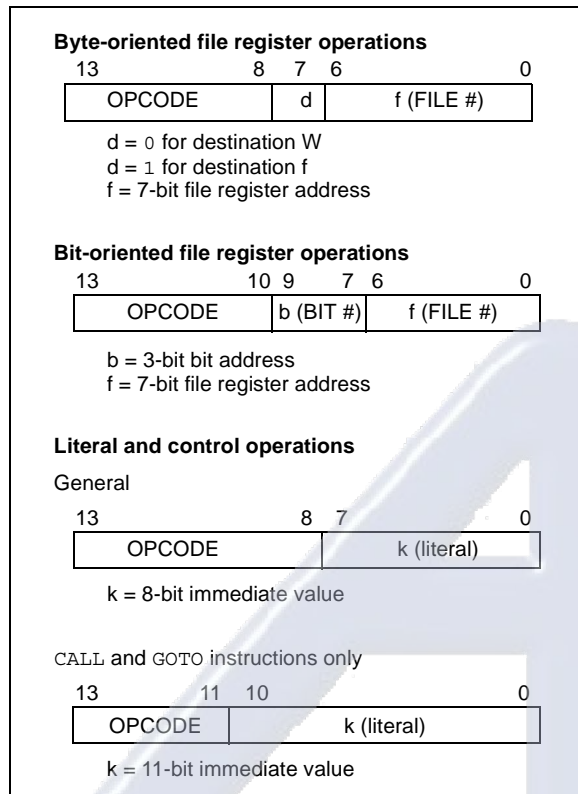 Byte-oriented file register operations
13 8 7 6 0
OPCODE d f (FILE #)
d = 0 for destination W
d = 1 for destination f
f = 7-bit file register address
Bit-oriented file register operations
13 10 9 7 6 0
OPCODE b (BIT #) f (FILE #)
b = 3-bit bit address
f = 7-bit file register address
Literal and control operations
General
13 8 7 0
OPCODE k (literal)
k = 8-bit immediate value
CALL and GOTO instructions only
13 11 10 0
OPCODE k (literal)
k = 11-bit immediate value